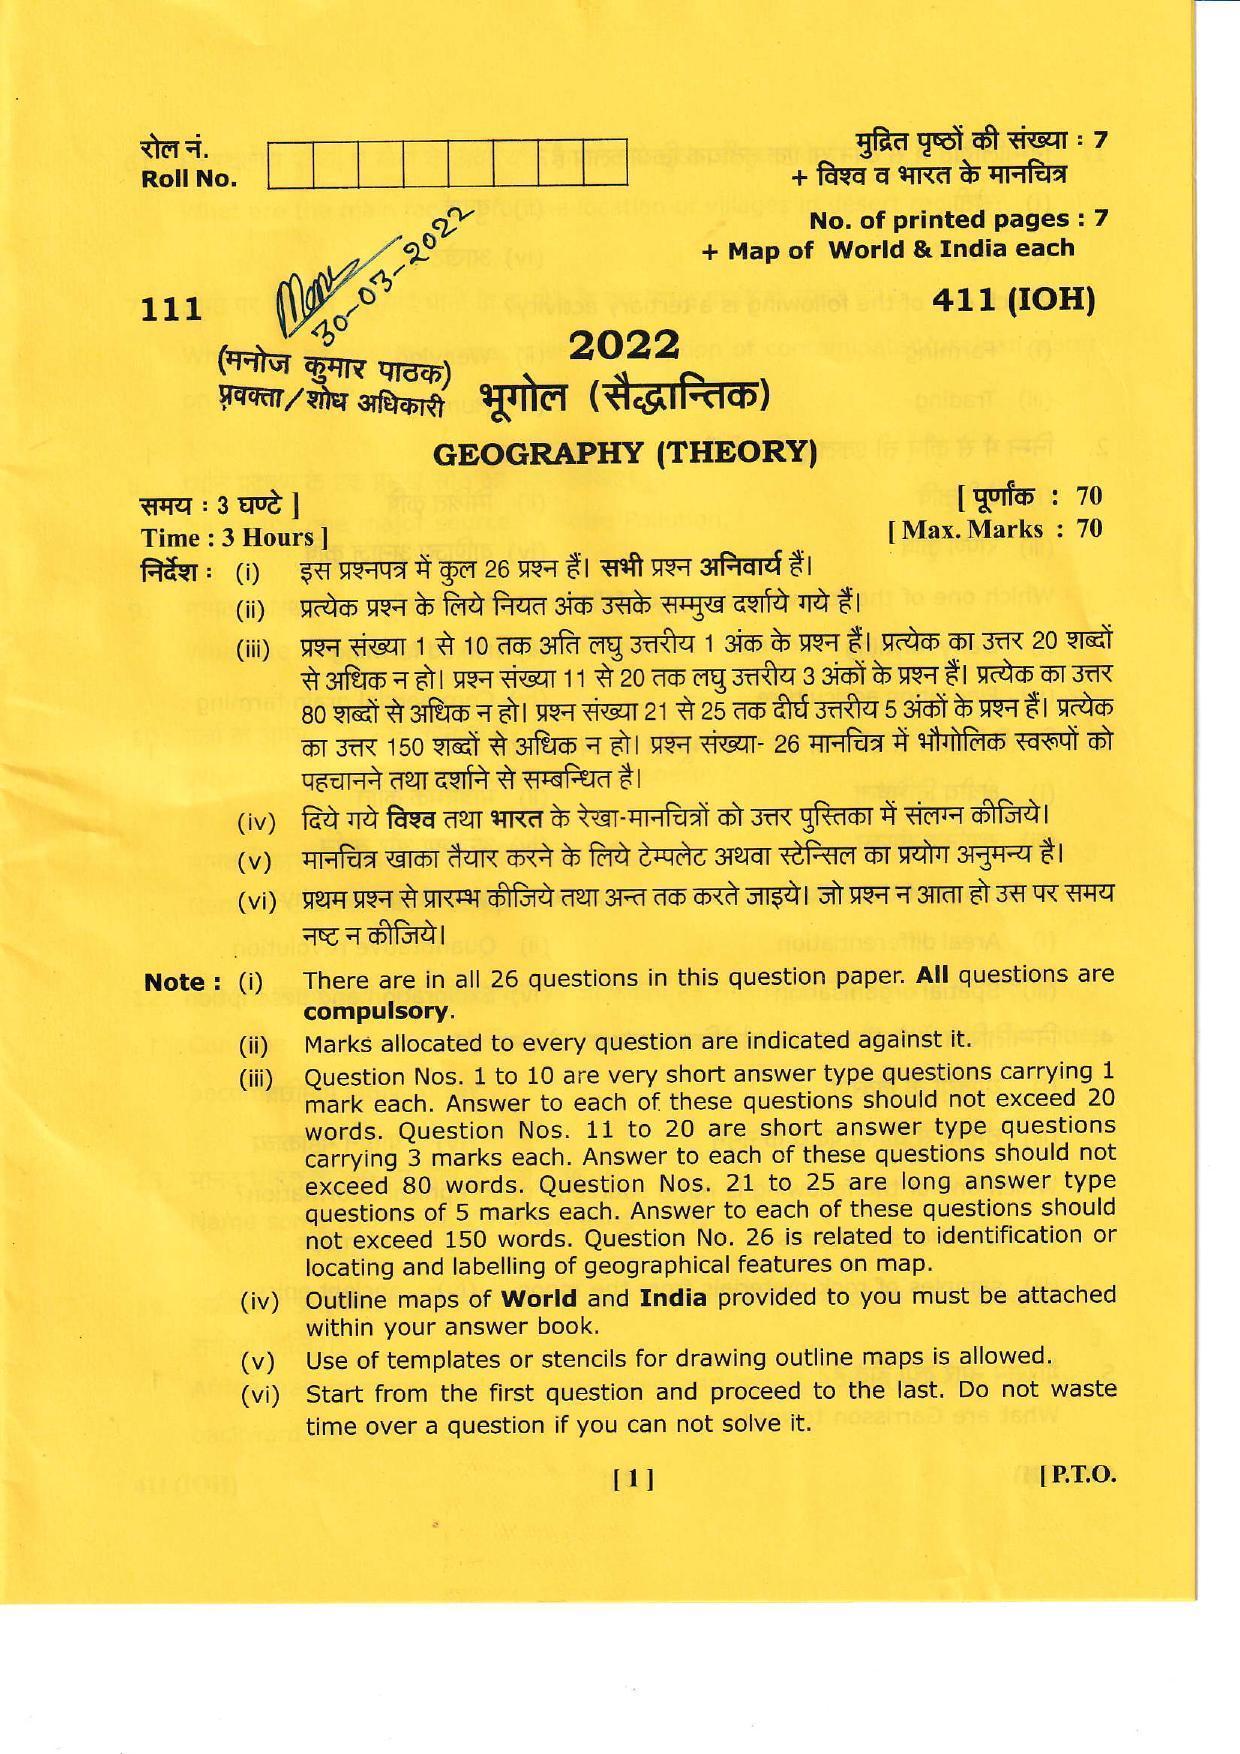 रोल नं.
Roll No.
मुद्रित पृष्ठों की संख्या : 7
+ विश्व व भारत के मानचित्र
No. of printed pages : 7
+ Map of World & India each
30-03-2022
111
411 (IOH)
2022
(मनोज कुमार पाठक)
प्रवक्ता/शोध अधिकारी
भूगोल (सैद्धान्तिक)
GEOGRAPHY (THEORY)
समय : 3 घण्टे ]
[ पूर्णांक : 70
Time : 3 Hours ]
[ Max. Marks : 70
निर्देश : (i) इस प्रश्नपत्र में कुल 26 प्रश्न हैं। सभी प्रश्न अनिवार्य हैं।
(ii) प्रत्येक प्रश्न के लिये नियत अंक उसके सम्मुख दर्शाये गये हैं।
(iii) प्रश्न संख्या 1 से 10 तक अति लघु उत्तरीय 1 अंक के प्रश्न हैं। प्रत्येक का उत्तर 20 शब्दों
से अधिक न हो। प्रश्न संख्या 11 से 20 तक लघु उत्तरीय 3 अंकों के प्रश्न हैं। प्रत्येक का उत्तर
80 शब्दों से अधिक न हो। प्रश्न संख्या 21 से 25 तक दीर्घ उत्तरीय 5 अंकों के प्रश्न हैं। प्रत्येक
का उत्तर 150 शब्दों से अधिक न हो। प्रश्न संख्या- 26 मानचित्र में भौगोलिक स्वरूपों को
पहचानने तथा दर्शाने से सम्बन्धित है।
(iv) दिये गये विश्व तथा भारत के रेखा-मानचित्रों को उत्तर पुस्तिका में संलग्न कीजिये।
(v) मानचित्र खाका तैयार करने के लिये टेम्पलेट अथवा स्टेन्सिल का प्रयोग अनुमन्य है।
(vi) प्रथम प्रश्न से प्रारम्भ कीजिये तथा अन्त तक करते जाइये। जो प्रश्न न आता हो उस पर समय
नष्ट न कीजिये।
Note : (i) There are in all 26 questions in this question paper. All questions are
compulsory.
(ii) Marks allocated to every question are indicated against it.
(iii) Question Nos. 1 to 10 are very short answer type questions carrying 1
mark each. Answer to each of these questions should not exceed 20
words. Question Nos. 11 to 20 are short answer type questions
carrying 3 marks each. Answer to each of these questions should not
exceed 80 words. Question Nos. 21 to 25 are long answer type
questions of 5 marks each. Answer to each of these questions should
not exceed 150 words. Question No. 26 is related to identification or
locating and labelling of geographical features on map.
(iv) Outline maps of World and India provided to you must be attached
within your answer book.
(v) Use of templates or stencils for drawing outline maps is allowed.
(vi) Start from the first question and proceed to the last. Do not waste
time over a question if you can not solve it.
[ 1 ]
[ P.T.O.